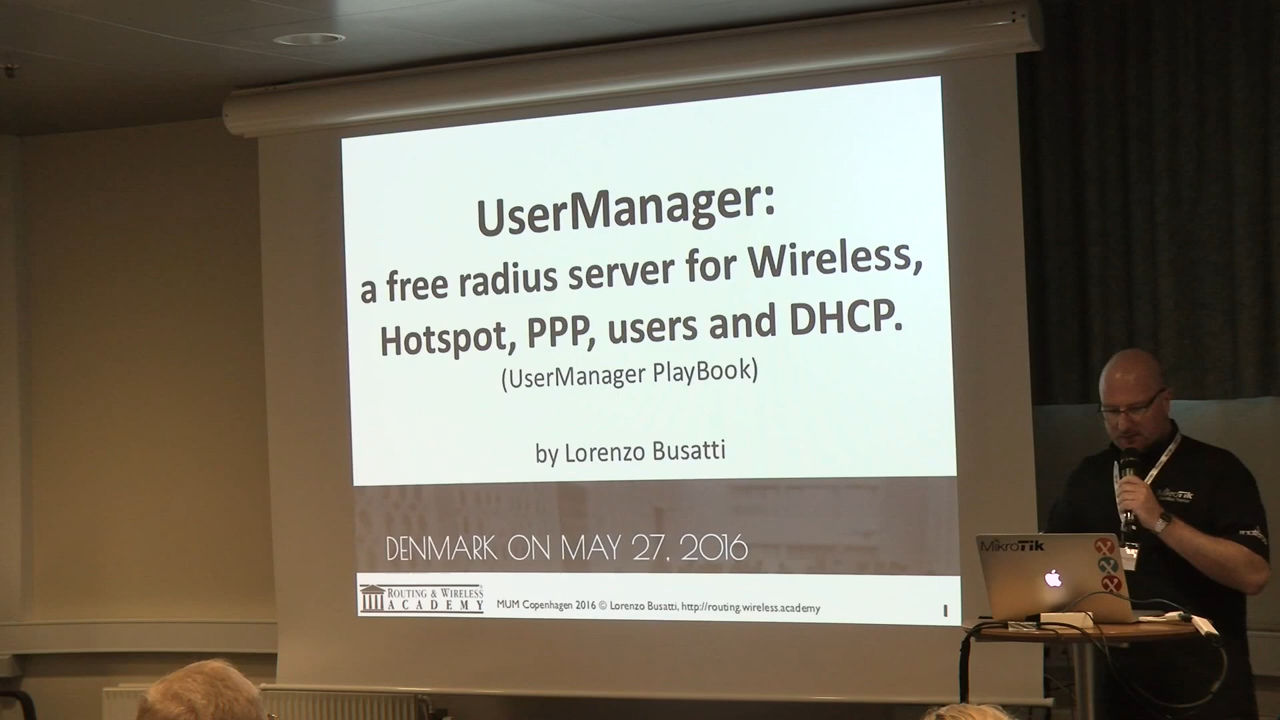 UserManager:
a free radius server for Wireless,
Hotspot, PPP, users and DHCP.
(UserManager PlayBook)
by Lorenzo Busatti
DENMARK ON MAY 27, 2016
ROUTING & WIRELESS
ACADEMY
MUM Copenhagen 2016 © Lorenzo Busatti, http://routing.wireless.academy
1
MikroTik
MikroTik